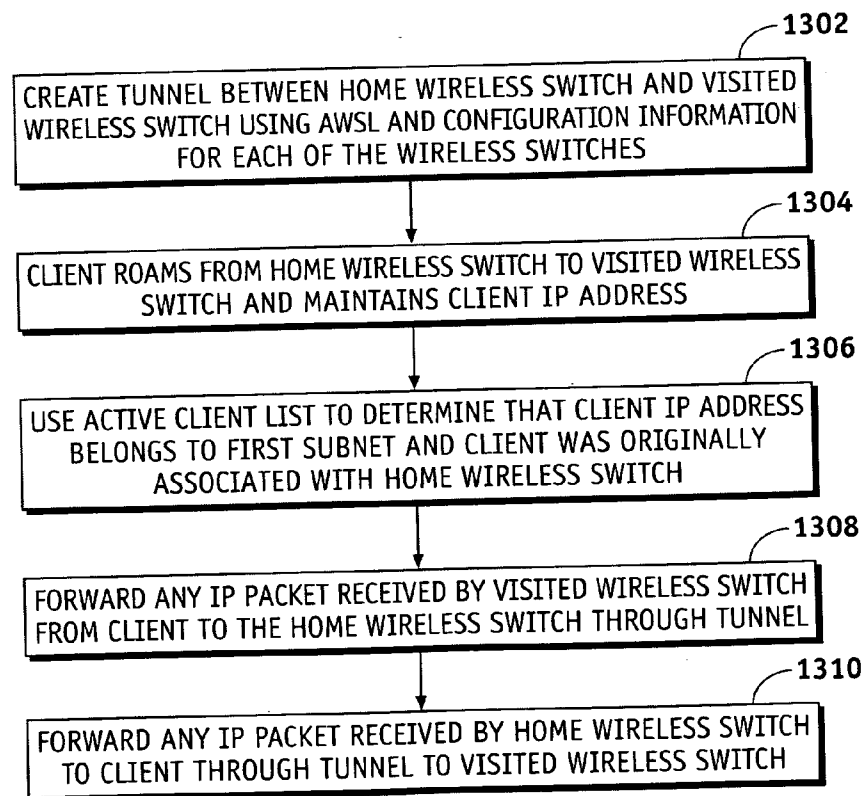 1302
CREATE TUNNEL BETWEEN HOME WIRELESS SWITCH AND VISITED
WIRELESS SWITCH USING AWSL AND CONFIGURATION INFORMATION
FOR EACH OF THE WIRELESS SWITCHES
1304
CLIENT ROAMS FROM HOME WIRELESS SWITCH TO VISITED WIRELESS
SWITCH AND MAINTAINS CLIENT IP ADDRESS
1306
USE ACTIVE CLIENT LIST TO DETERMINE THAT CLIENT IP ADDRESS
BELONGS TO FIRST SUBNET AND CLIENT WAS ORIGINALLY
ASSOCIATED WITH HOME WIRELESS SWITCH
1308
FORWARD ANY IP PACKET RECEIVED BY VISITED WIRELESS SWITCH
FROM CLIENT TO THE HOME WIRELESS SWITCH THROUGH TUNNEL
1310
FORWARD ANY IP PACKET RECEIVED BY HOME WIRELESS SWITCH
TO CLIENT THROUGH TUNNEL TO VISITED WIRELESS SWITCH